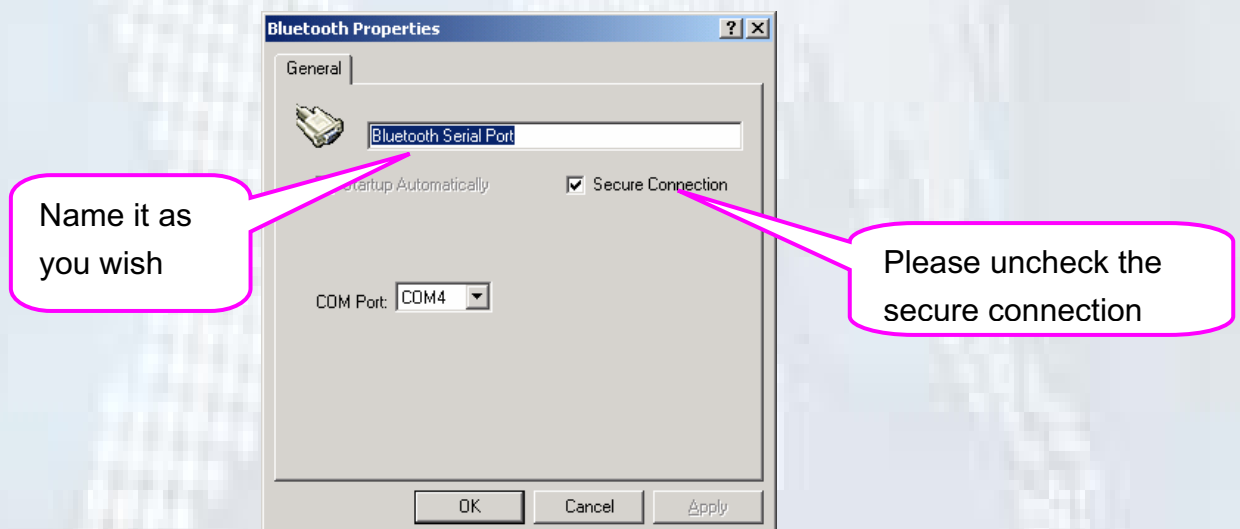 Bluetooth Properties
General
Bluetooth Serial Port
Startup Automatically
Secure Connection
Name it as
you wish
Please uncheck the
secure connection
COM Port: COM4
OK
Cancel
Apply